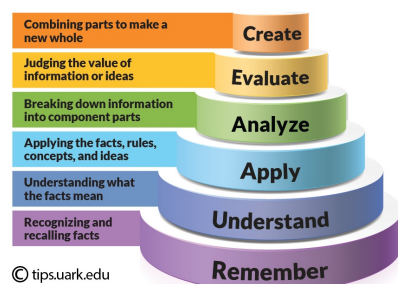 Combining parts to make a
new whole
Create
Judging the value of
information or ideas
Evaluate
Breaking down information
into component parts
Analyze
Applying the facts, rules,
concepts, and ideas
Apply
Understanding what
the facts mean
Understand
Recognizing and
recalling facts
Remember
© tips.uark.edu